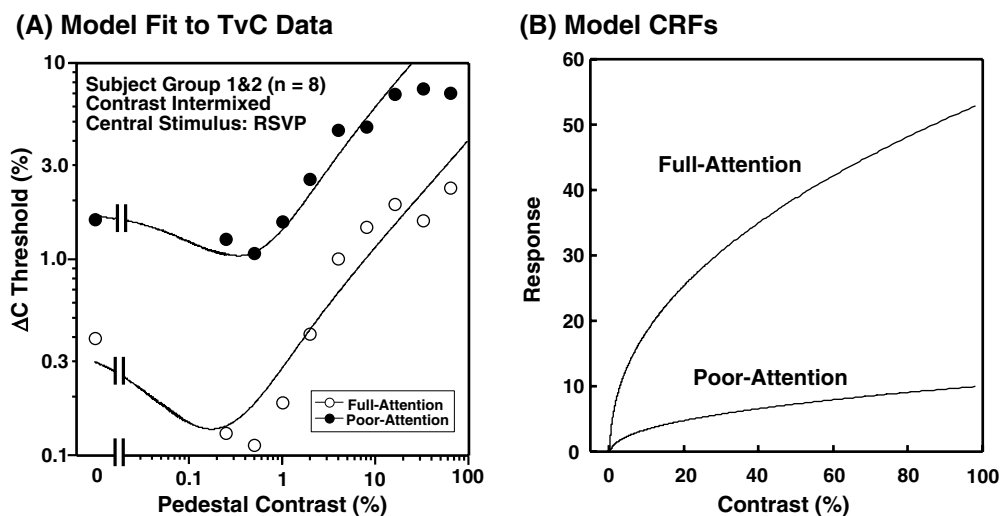 (A) Model Fit to TvC Data
10
3.0
1.0
0.3
0.1
ΔC Threshold (%)
Subject Group 1&2 (n = 8)
Contrast Intermixed
Central Stimulus: RSVP
Full-Attention
Poor-Attention
0 0.1 1 10 100
Pedestal Contrast (%)
(B) Model CRFs
60
50
40
30
20
10
0
Response
Full-Attention
Poor-Attention
0 20 40 60 80 100
Contrast (%)